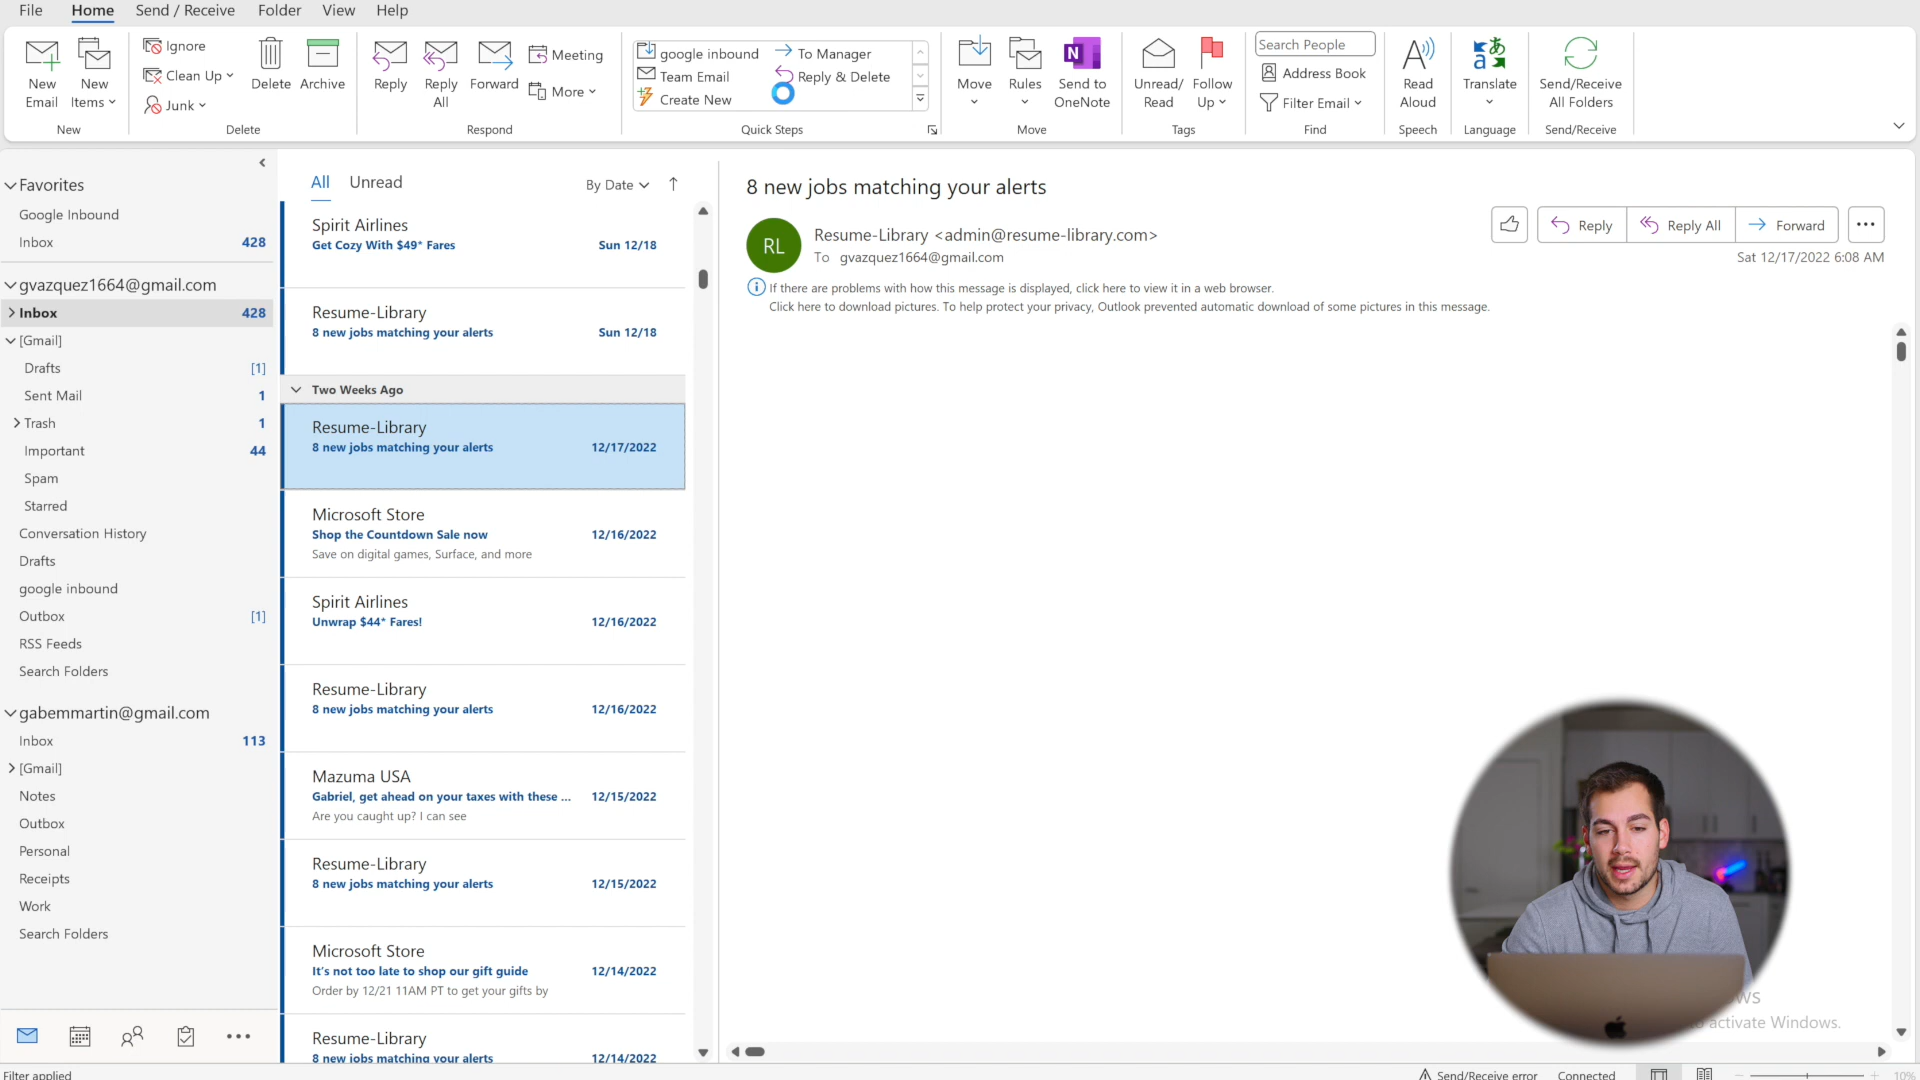 File Home Send / Receive Folder View Help
New Email
New Items
New
Ignore
Clean Up
Junk
Delete
Archive
Delete
Reply
Reply All
Forward
Meeting
More
Respond
google inbound
Team Email
Create New
To Manager
Reply & Delete
Quick Steps
Move
Rules
Send to OneNote
Move
Unread/ Read
Follow Up
Tags
Search People
Address Book
Filter Email
Find
Read Aloud
Speech
Translate
Language
Send/Receive All Folders
Send/Receive
Favorites
Google Inbound
Inbox 428
gvazquez1664@gmail.com
Inbox 428
[Gmail]
Drafts [1]
Sent Mail 1
Trash 1
Important 44
Spam
Starred
Conversation History
Drafts
google inbound
Outbox [1]
RSS Feeds
Search Folders
gabemmartin@gmail.com
Inbox 113
[Gmail]
Notes
Outbox
Personal
Receipts
Work
Search Folders
Filter applied
All Unread By Date
Spirit Airlines
Get Cozy With $49* Fares Sun 12/18
Resume-Library
8 new jobs matching your alerts Sun 12/18
Two Weeks Ago
Resume-Library
8 new jobs matching your alerts 12/17/2022
Microsoft Store
Shop the Countdown Sale now 12/16/2022
Save on digital games, Surface, and more
Spirit Airlines
Unwrap $44* Fares! 12/16/2022
Resume-Library
8 new jobs matching your alerts 12/16/2022
Mazuma USA
Gabriel, get ahead on your taxes with these ... 12/15/2022
Are you caught up? I can see
Resume-Library
8 new jobs matching your alerts 12/15/2022
Microsoft Store
It's not too late to shop our gift guide 12/14/2022
Order by 12/21 11AM PT to get your gifts by
Resume-Library
8 new jobs matching your alerts 12/14/2022
8 new jobs matching your alerts
RL
Resume-Library <admin@resume-library.com>
To gvazquez1664@gmail.com
Reply Reply All Forward
Sat 12/17/2022 6:08 AM
If there are problems with how this message is displayed, click here to view it in a web browser.
Click here to download pictures. To help protect your privacy, Outlook prevented automatic download of some pictures in this message.
activate Windows.
Send/Receive error Connected 10%